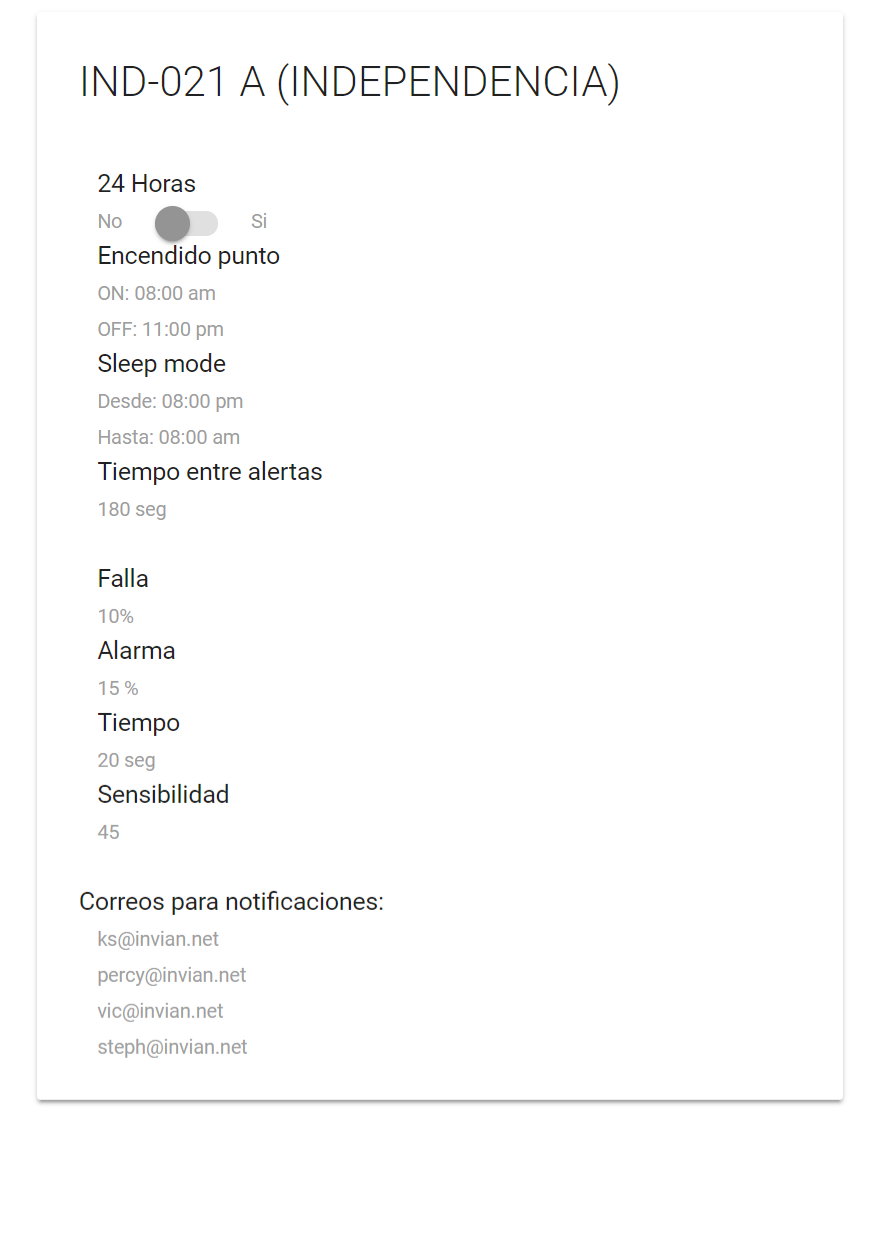 IND-021 A (INDEPENDENCIA)
24 Horas
No Si
Encendido punto
ON: 08:00 am
OFF: 11:00 pm
Sleep mode
Desde: 08:00 pm
Hasta: 08:00 am
Tiempo entre alertas
180 seg
Falla
10%
Alarma
15 %
Tiempo
20 seg
Sensibilidad
45
Correos para notificaciones:
ks@invian.net
percy@invian.net
vic@invian.net
steph@invian.net